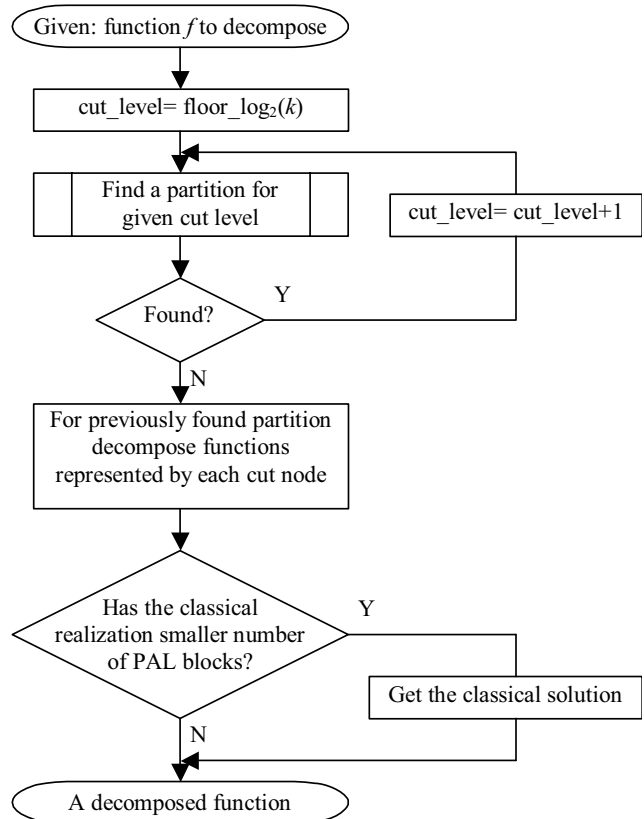 Given: function f to decompose
cut_level= floor_log₂(k)
Find a partition for
given cut level
cut_level= cut_level+1
Y
Found?
N
For previously found partition
decompose functions
represented by each cut node
Has the classical
realization smaller number
of PAL blocks?
Y
Get the classical solution
N
A decomposed function